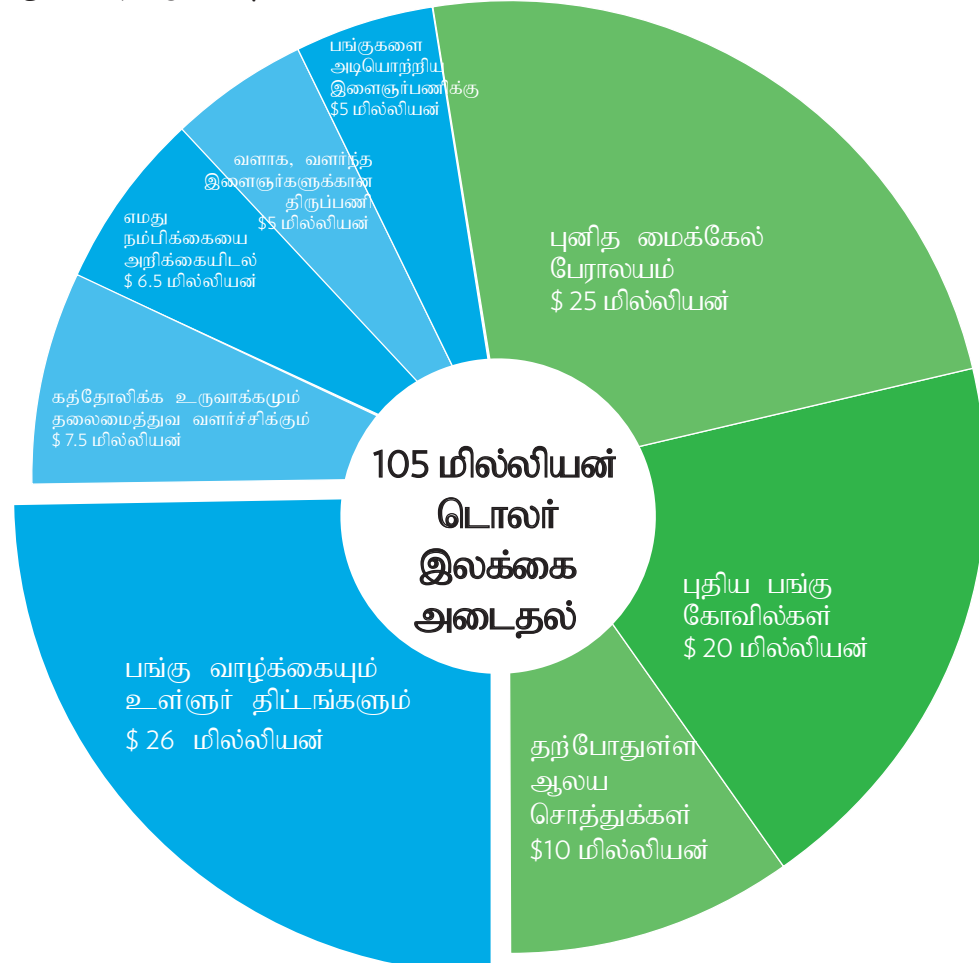 பங்குகளை
அடியொற்றிய
இளைஞர்பணிக்கு
$5 மில்லியன்
வளாக, வளர்ந்த
இளைஞர்களுக்கான
திருப்பணி
$5 மில்லியன்
எமது
நம்பிக்கையை
அறிக்கையிடல்
$ 6.5 மில்லியன்
கத்தோலிக்க உருவாக்கமும்
தலைமைத்துவ வளர்ச்சிக்கும்
$ 7.5 மில்லியன்
புனித மைக்கேல்
பேராலயம்
$ 25 மில்லியன்
105 மில்லியன்
டொலர்
இலக்கை
அடைதல்
புதிய பங்கு
கோவில்கள்
$ 20 மில்லியன்
பங்கு வாழ்க்கையும்
உள்ளுர் திட்டங்களும்
$ 26 மில்லியன்
தற்போதுள்ள
ஆலய
சொத்துக்கள்
$10 மில்லியன்